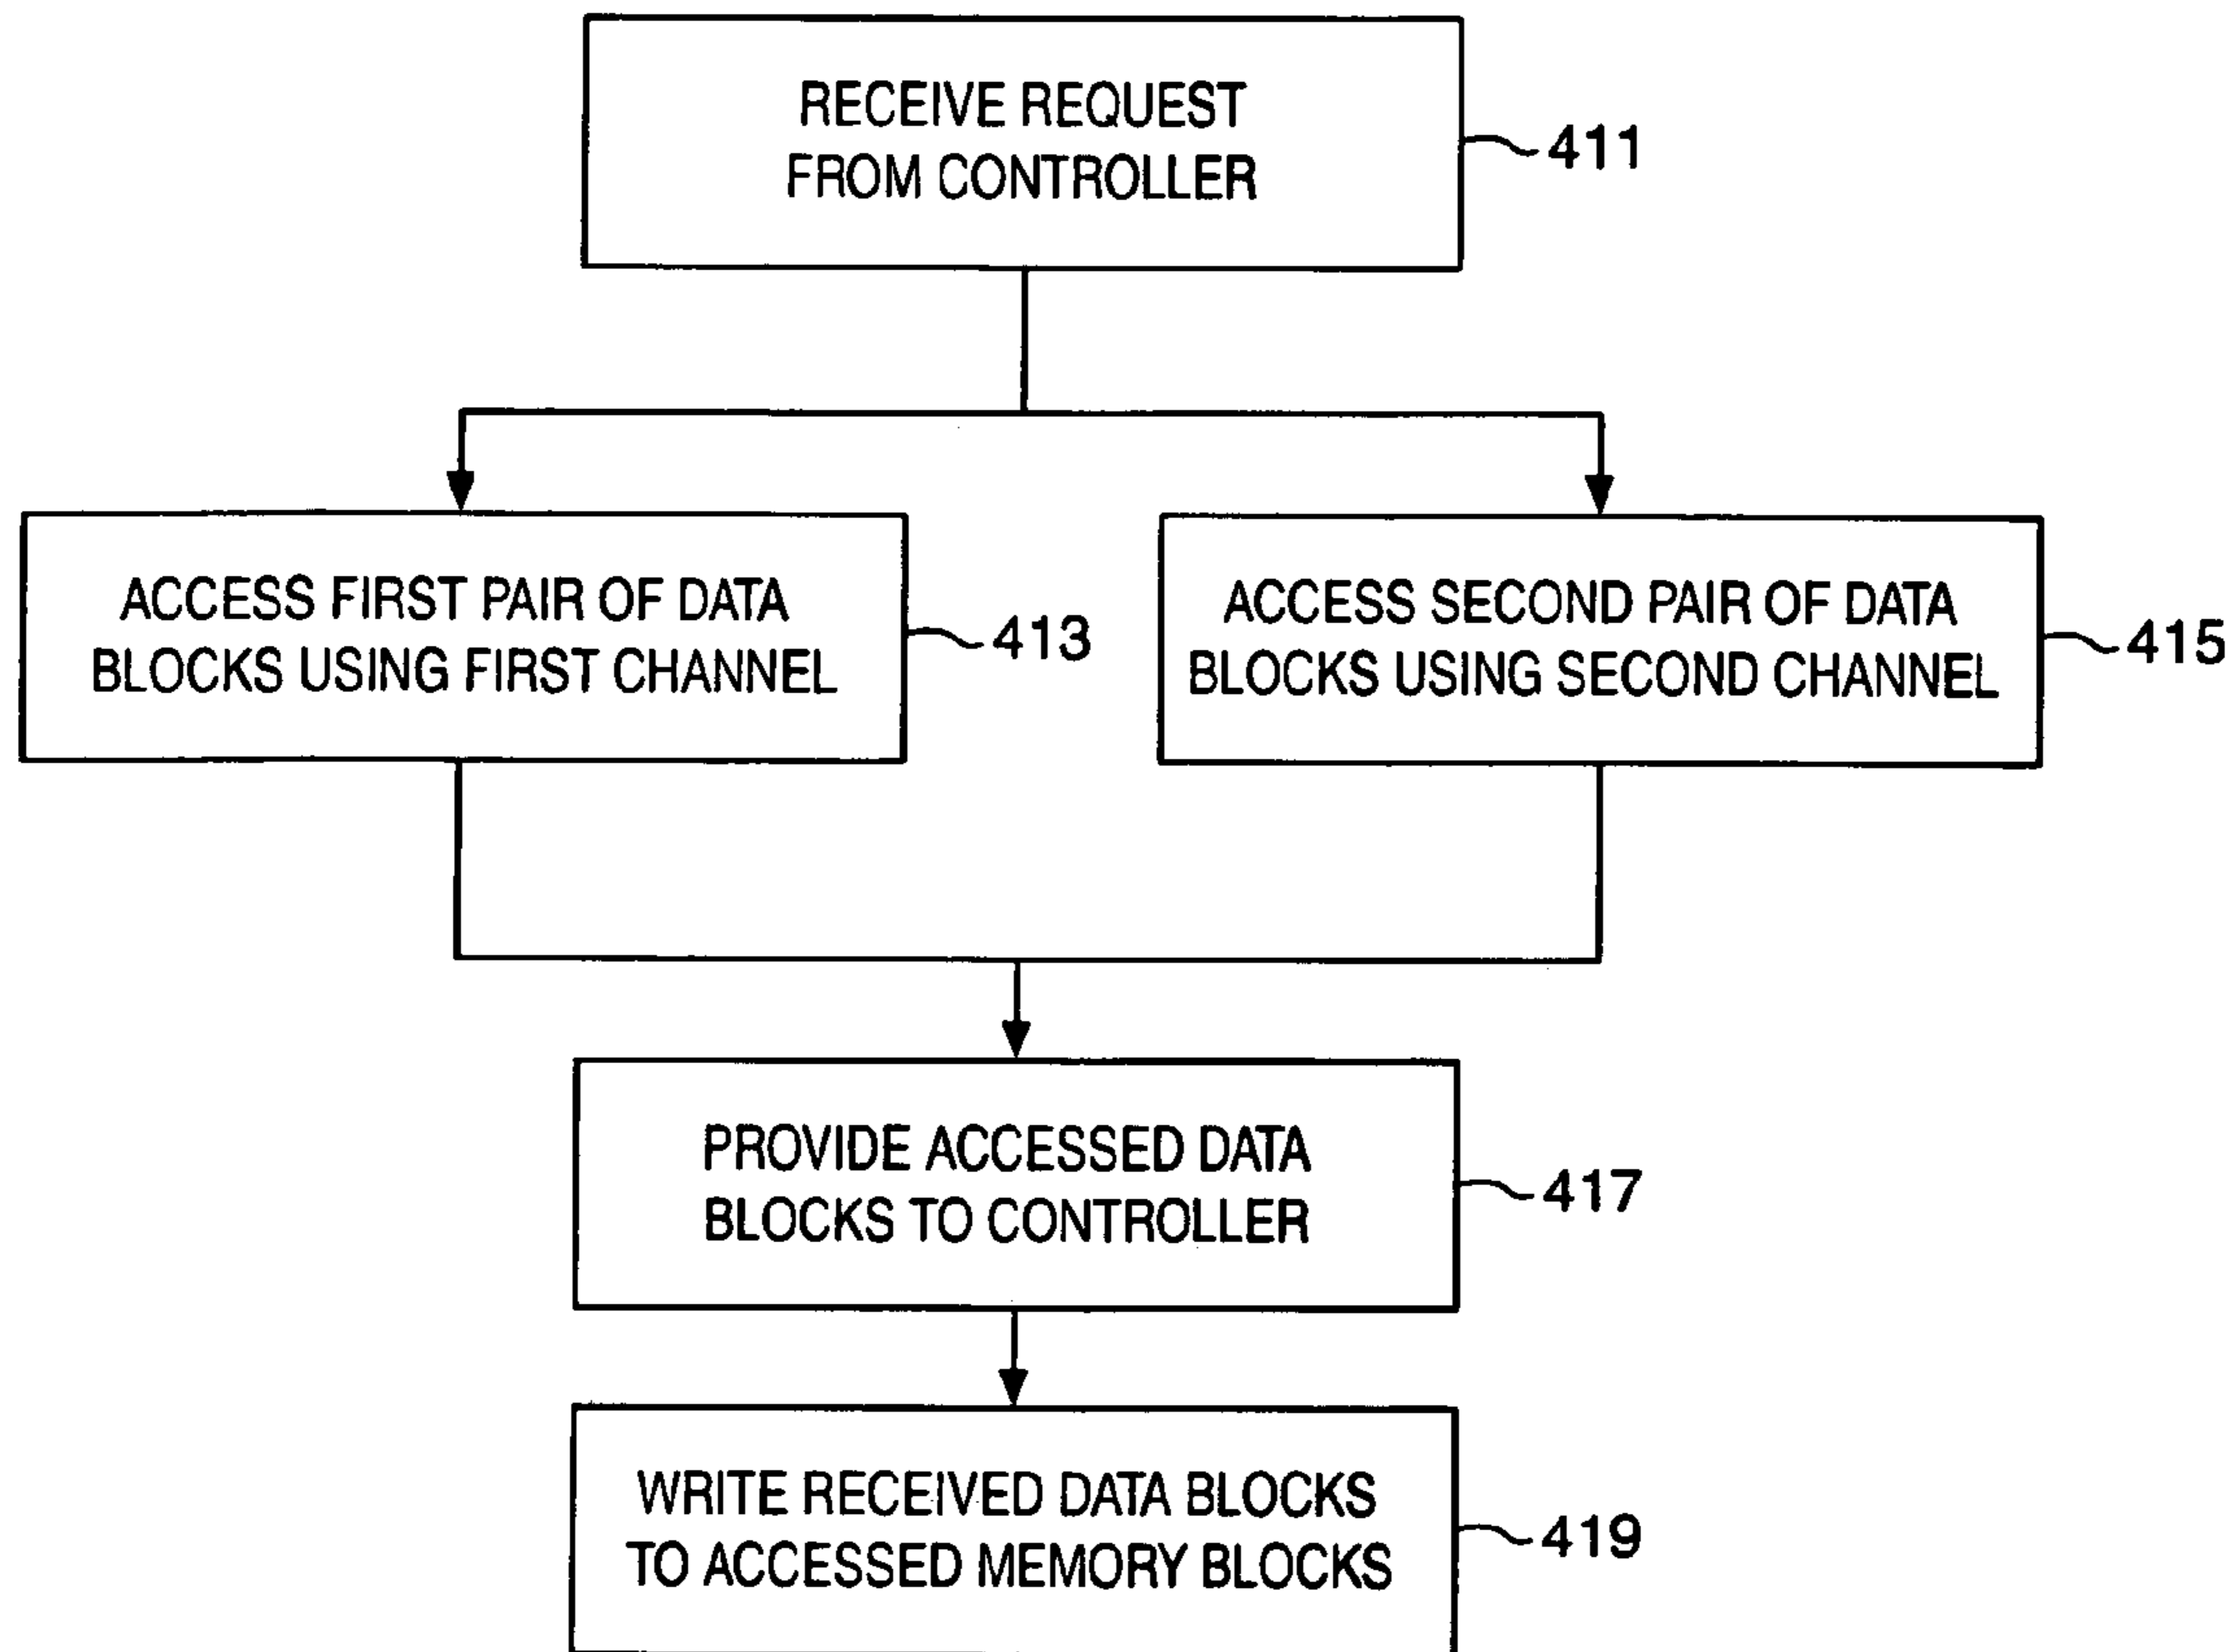 RECEIVE REQUEST
FROM CONTROLLER
411
ACCESS FIRST PAIR OF DATA
BLOCKS USING FIRST CHANNEL
413
ACCESS SECOND PAIR OF DATA
BLOCKS USING SECOND CHANNEL
415
PROVIDE ACCESSED DATA
BLOCKS TO CONTROLLER
417
WRITE RECEIVED DATA BLOCKS
TO ACCESSED MEMORY BLOCKS
419